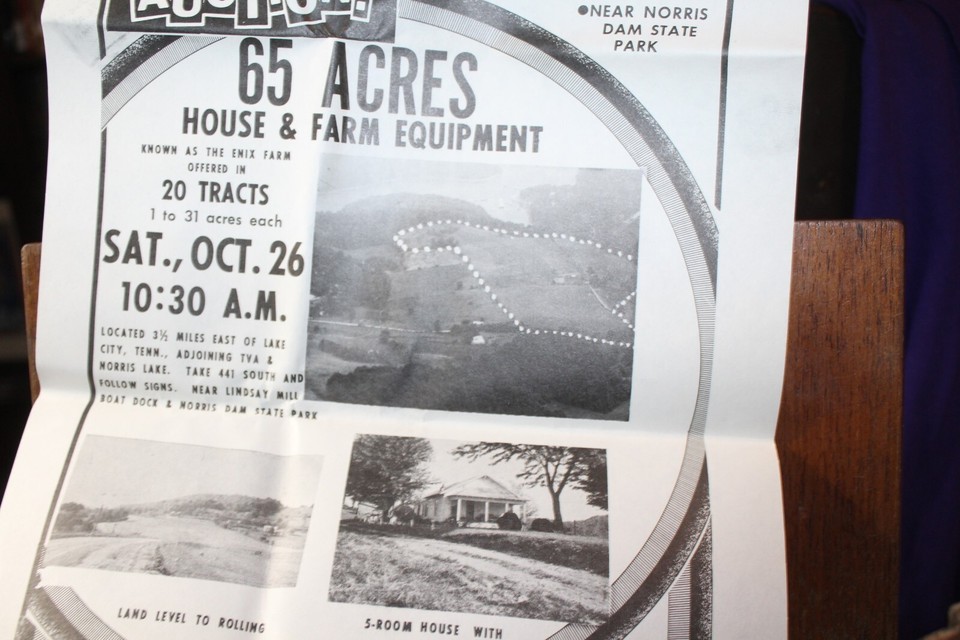 AUCTION!
●NEAR NORRIS
DAM STATE
PARK
65 ACRES
HOUSE & FARM EQUIPMENT
KNOWN AS THE ENIX FARM
OFFERED IN
20 TRACTS
1 to 31 acres each
SAT., OCT. 26
10:30 A.M.
LOCATED 3½ MILES EAST OF LAKE
CITY, TENN., ADJOINING TVA &
NORRIS LAKE. TAKE 441 SOUTH AND
FOLLOW SIGNS. NEAR LINDSAY MILL
BOAT DOCK & NORRIS DAM STATE PARK
LAND LEVEL TO ROLLING
5-ROOM HOUSE WITH